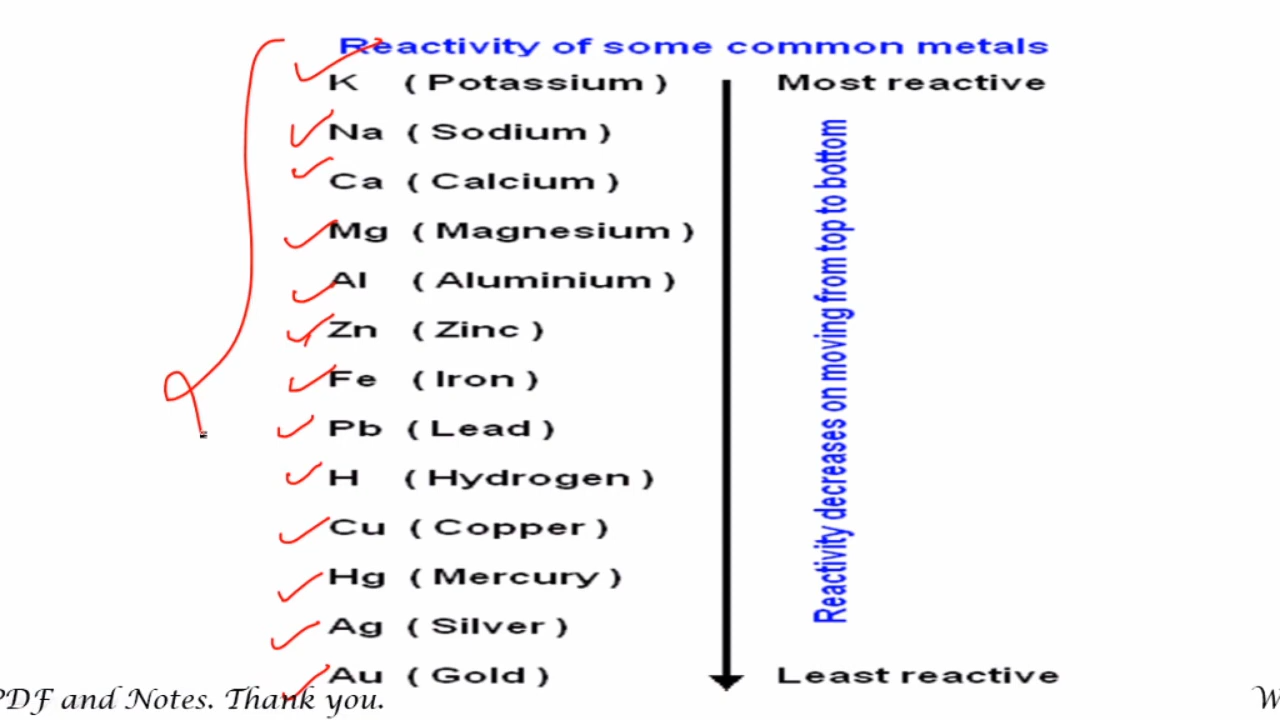 Reactivity of some common metals
K ( Potassium ) Most reactive
Na ( Sodium )
Ca ( Calcium )
Mg ( Magnesium )
Al ( Aluminium )
Zn ( Zinc )
Fe ( Iron )
Pb ( Lead )
H ( Hydrogen )
Cu ( Copper )
Hg ( Mercury )
Ag ( Silver )
Au ( Gold ) Least reactive
Reactivity decreases on moving from top to bottom
PDF and Notes. Thank you.